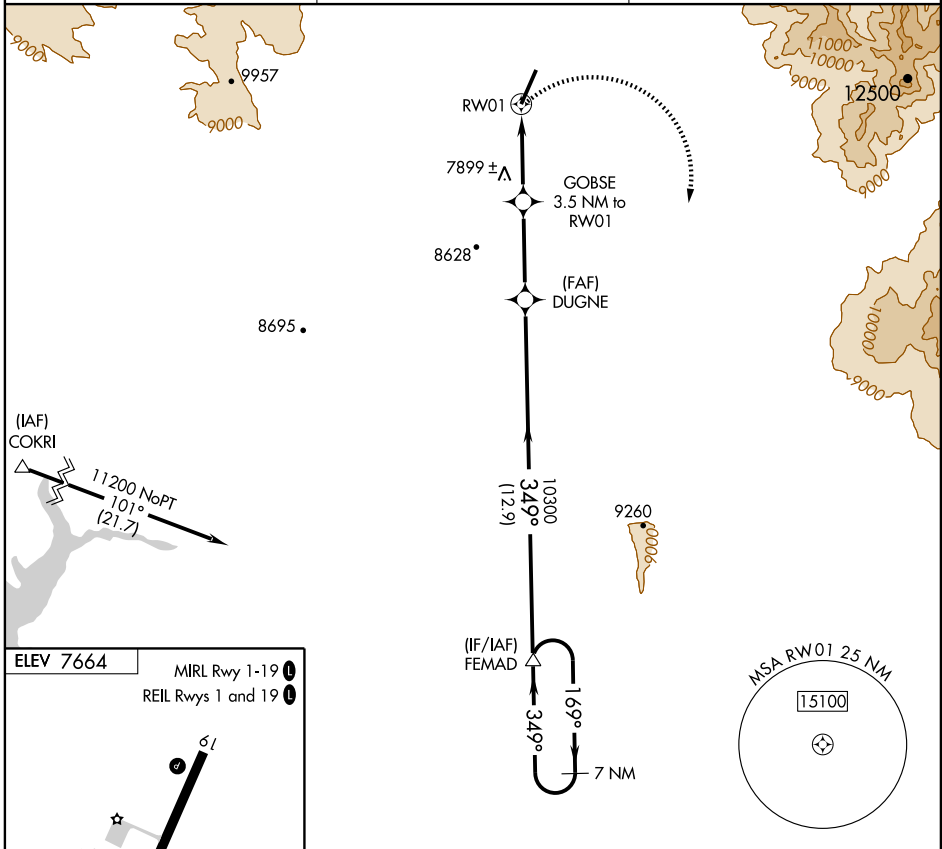 9000
9957
9000
11000
10000
9000
12500
9000
RW01
7899 ±
GOBSE
3.5 NM to
RW01
8628
(FAF)
DUGNE
8695
10000
9000
(IAF)
COKRI
11200 NoPT
101°
(21.7)
10300
349°
(12.9)
9260
9000
(IF/IAF)
FEMAD
349°
169°
7 NM
MSA RW01 25 NM
15100
ELEV 7664
MIRL Rwy 1-19 L
REIL Rwys 1 and 19 L
19
P